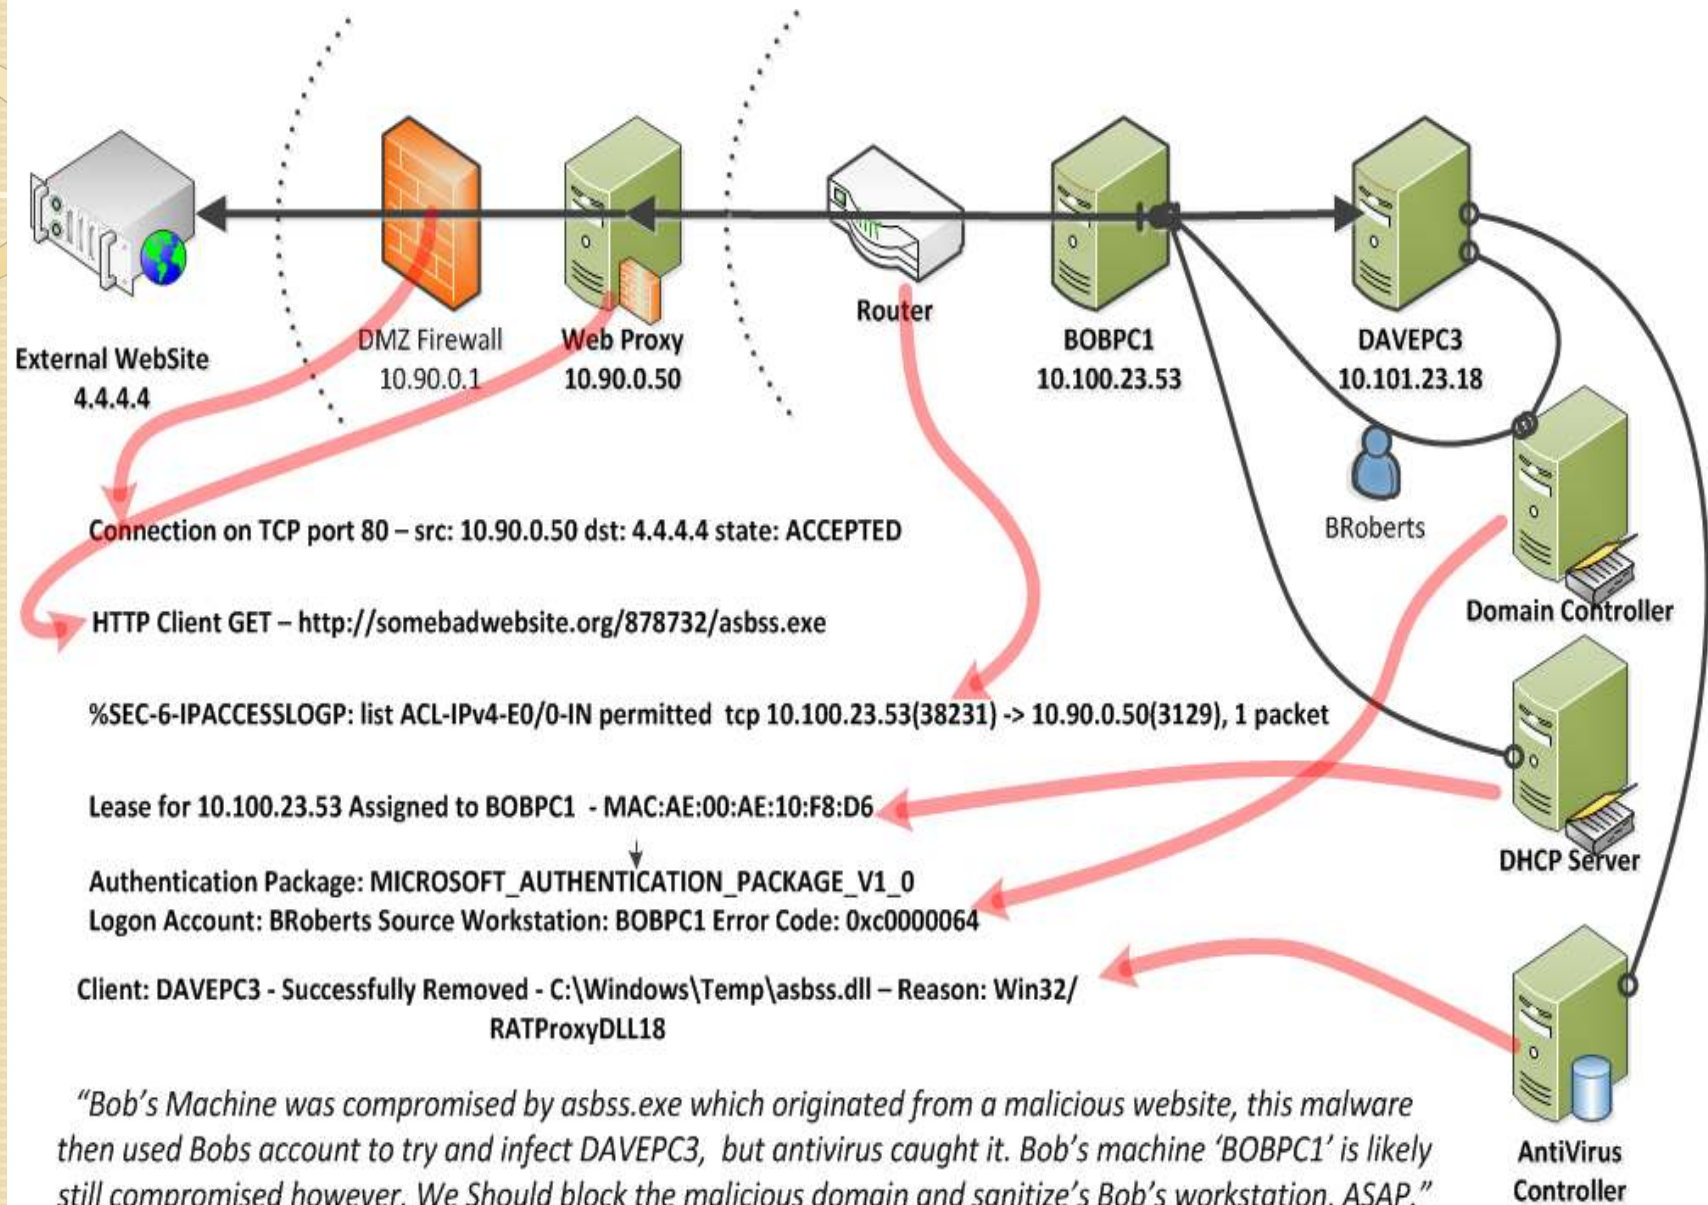 External WebSite
4.4.4.4
DMZ Firewall
10.90.0.1
Web Proxy
10.90.0.50
Router
BOBPC1
10.100.23.53
DAVEPC3
10.101.23.18
BRoberts
Domain Controller
DHCP Server
AntiVirus
Controller
Connection on TCP port 80 – src: 10.90.0.50 dst: 4.4.4.4 state: ACCEPTED
HTTP Client GET – http://somebadwebsite.org/878732/asbss.exe
%SEC-6-IPACCESSLOGP: list ACL-IPv4-E0/0-IN permitted tcp 10.100.23.53(38231) -> 10.90.0.50(3129), 1 packet
Lease for 10.100.23.53 Assigned to BOBPC1 - MAC:AE:00:AE:10:F8:D6
Authentication Package: MICROSOFT_AUTHENTICATION_PACKAGE_V1_0
Logon Account: BRoberts Source Workstation: BOBPC1 Error Code: 0xc0000064
Client: DAVEPC3 - Successfully Removed - C:\Windows\Temp\asbss.dll – Reason: Win32/
RATProxyDLL18
“Bob’s Machine was compromised by asbss.exe which originated from a malicious website, this malware
then used Bobs account to try and infect DAVEPC3, but antivirus caught it. Bob’s machine ‘BOBPC1’ is likely
still compromised however. We Should block the malicious domain and sanitize’s Bob’s workstation, ASAP.”